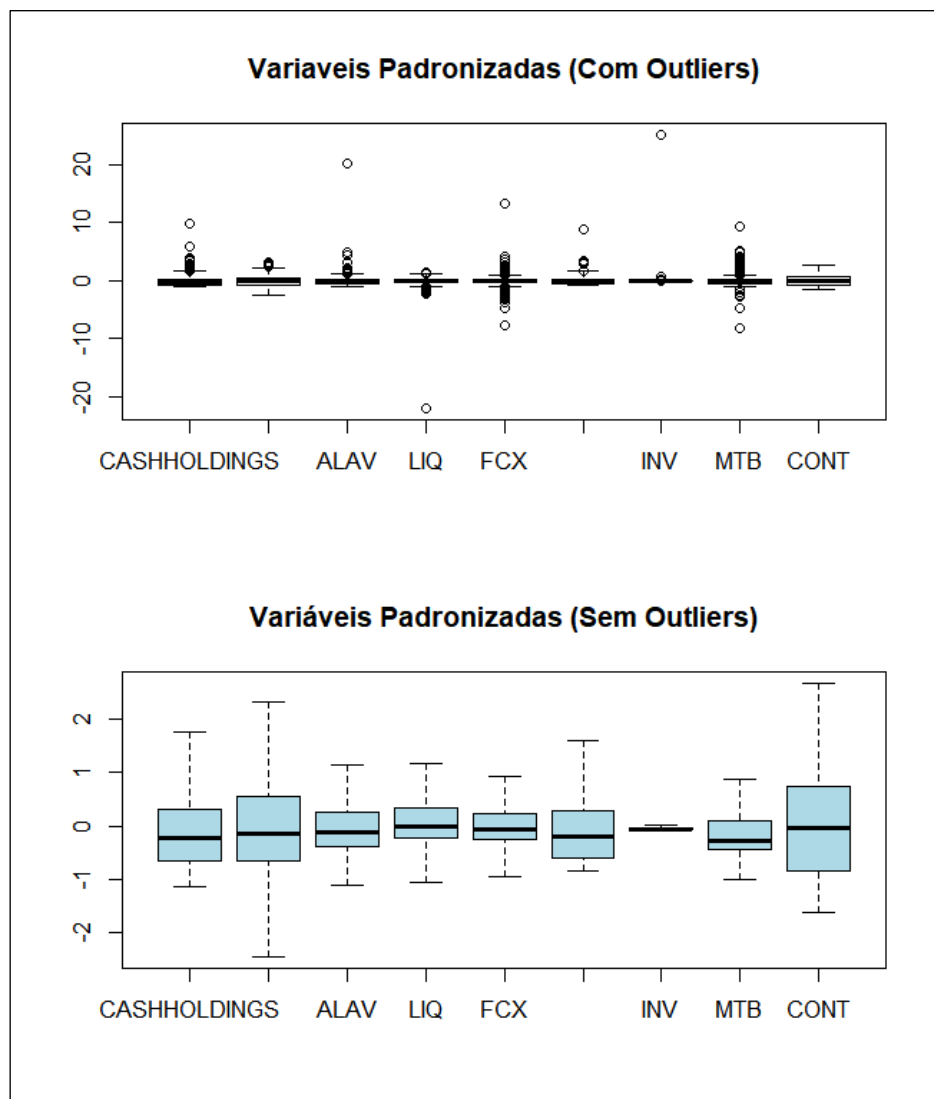 Variaveis Padronizadas (Com Outliers)
20
10
0
-10
-20
CASHHOLDINGS ALAV LIQ FCX INV MTB CONT
Variáveis Padronizadas (Sem Outliers)
2
1
0
-1
-2
CASHHOLDINGS ALAV LIQ FCX INV MTB CONT